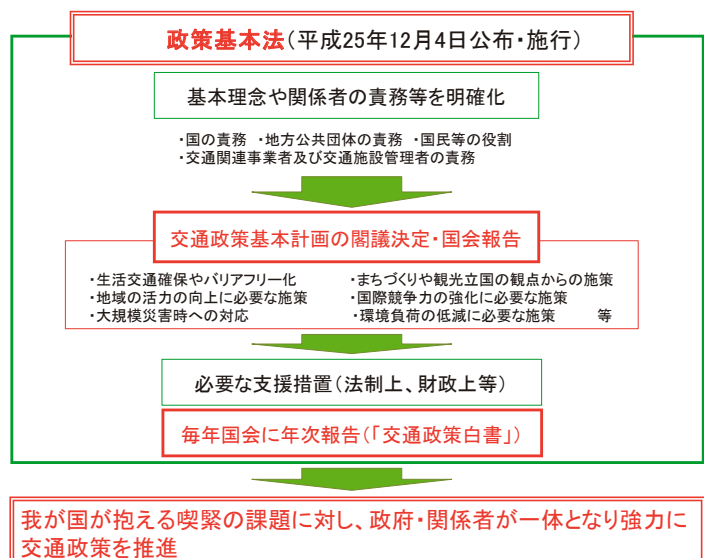 政策基本法(平成25年12月4日公布・施行)
基本理念や関係者の責務等を明確化
・国の責務 ・地方公共団体の責務 ・国民等の役割
・交通関連事業者及び交通施設管理者の責務
交通政策基本計画の閣議決定・国会報告
・生活交通確保やバリアフリー化
・地域の活力の向上に必要な施策
・大規模災害時への対応
・まちづくりや観光立国の観点からの施策
・国際競争力の強化に必要な施策
・環境負荷の低減に必要な施策 等
必要な支援措置(法制上、財政上等)
毎年国会に年次報告(「交通政策白書」)
我が国が抱える喫緊の課題に対し、政府・関係者が一体となり強力に
交通政策を推進